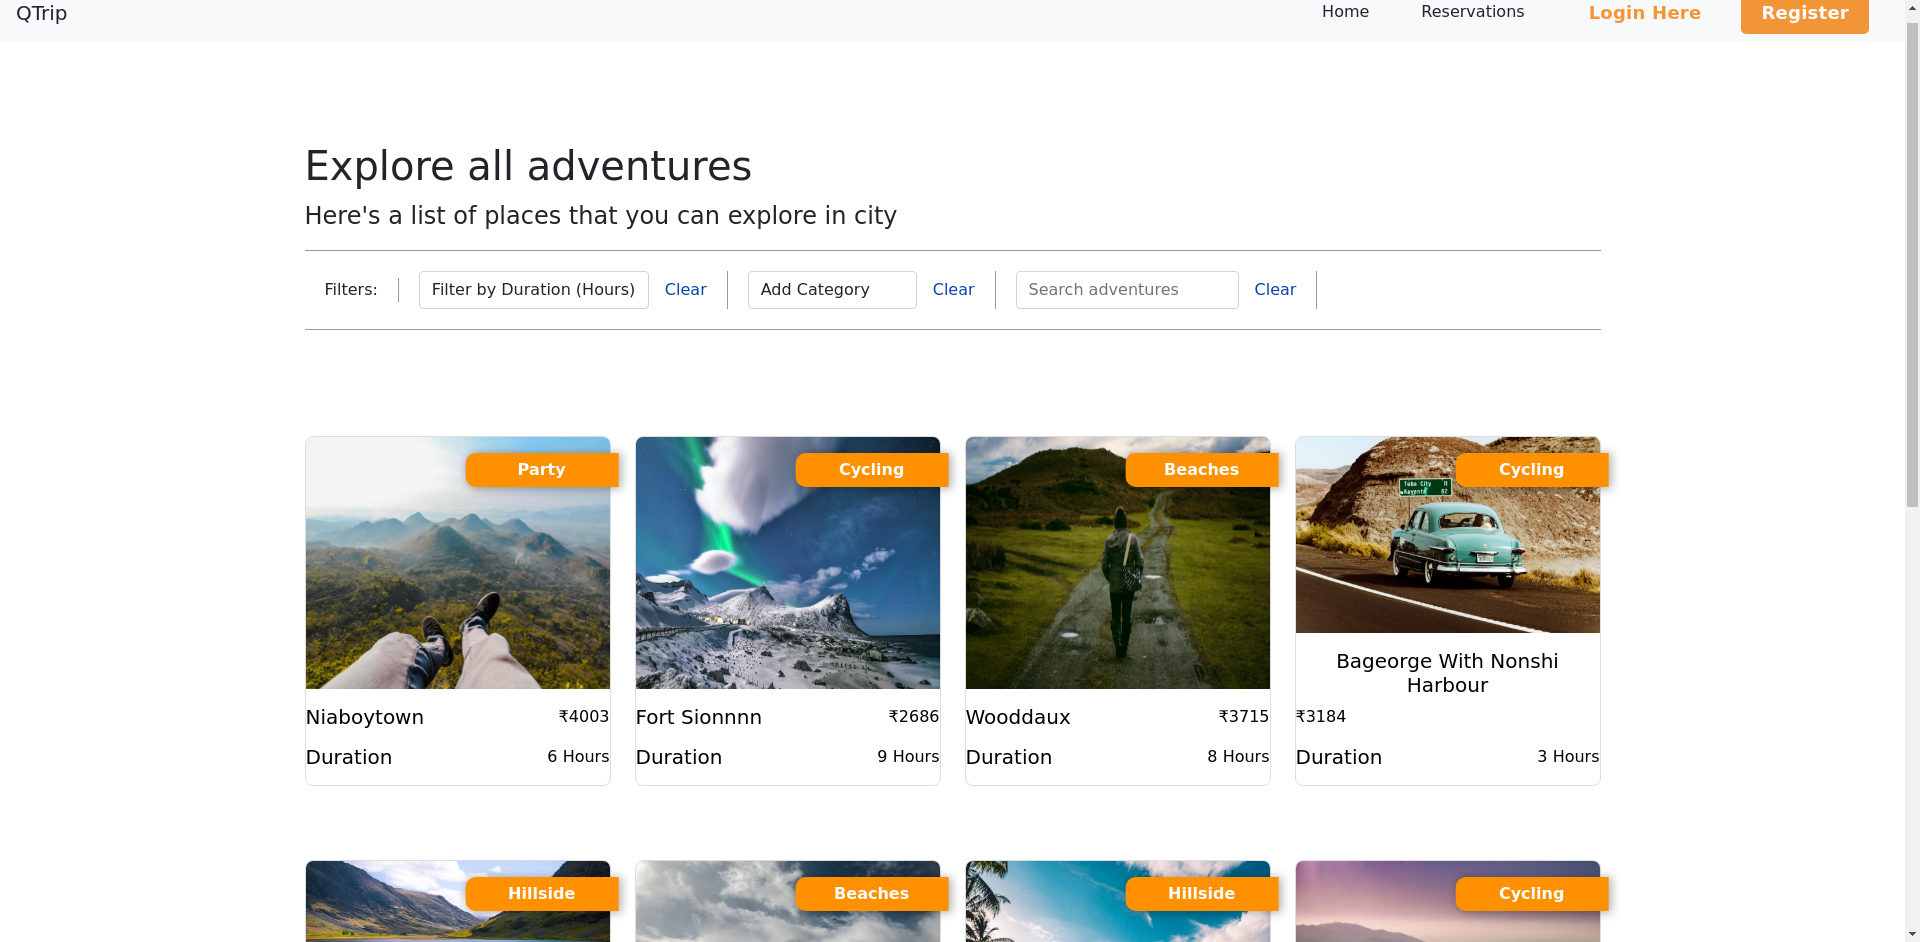 QTrip
Home
Reservations
Login Here
Register
Explore all adventures
Here's a list of places that you can explore in city
Filters:
Filter by Duration (Hours)
Clear
Add Category
Clear
Search adventures
Clear
Party
Cycling
Beaches
Cycling
Tuba City
Kayenta 82
Niaboytown
₹4003
Duration
6 Hours
Fort Sionnnn
₹2686
Duration
9 Hours
Wooddaux
₹3715
Duration
8 Hours
Bageorge With Nonshi
Harbour
₹3184
Duration
3 Hours
Hillside
Beaches
Hillside
Cycling